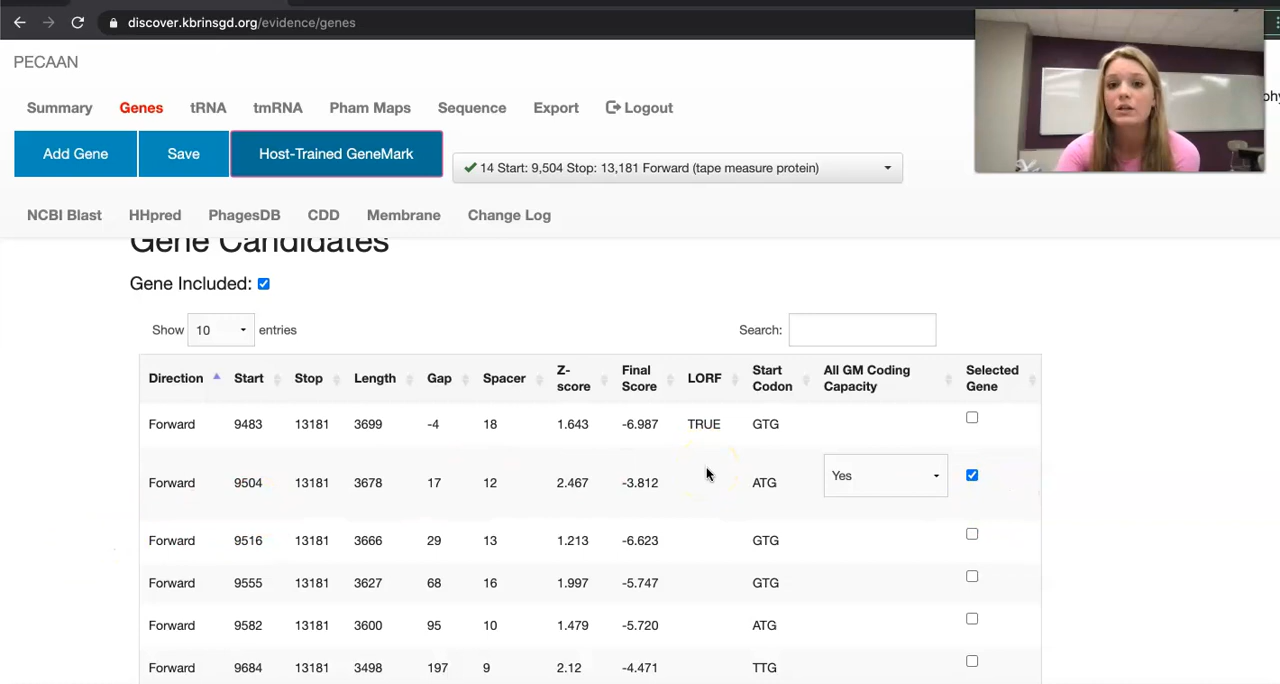 discover.kbrinsgd.org/evidence/genes
PECAAN
Summary Genes tRNA tmRNA Pham Maps Sequence Export Logout
Add Gene Save Host-Trained GeneMark 14 Start: 9,504 Stop: 13,181 Forward (tape measure protein)
NCBI Blast HHpred PhagesDB CDD Membrane Change Log
Gene Candidates
Gene Included:
Show 10 entries Search:
Direction Start Stop Length Gap Spacer Z-score Final Score LORF Start Codon All GM Coding Capacity Selected Gene
Forward 9483 13181 3699 -4 18 1.643 -6.987 TRUE GTG
Forward 9504 13181 3678 17 12 2.467 -3.812 ATG Yes
Forward 9516 13181 3666 29 13 1.213 -6.623 GTG
Forward 9555 13181 3627 68 16 1.997 -5.747 GTG
Forward 9582 13181 3600 95 10 1.479 -5.720 ATG
Forward 9684 13181 3498 197 9 2.12 -4.471 TTG